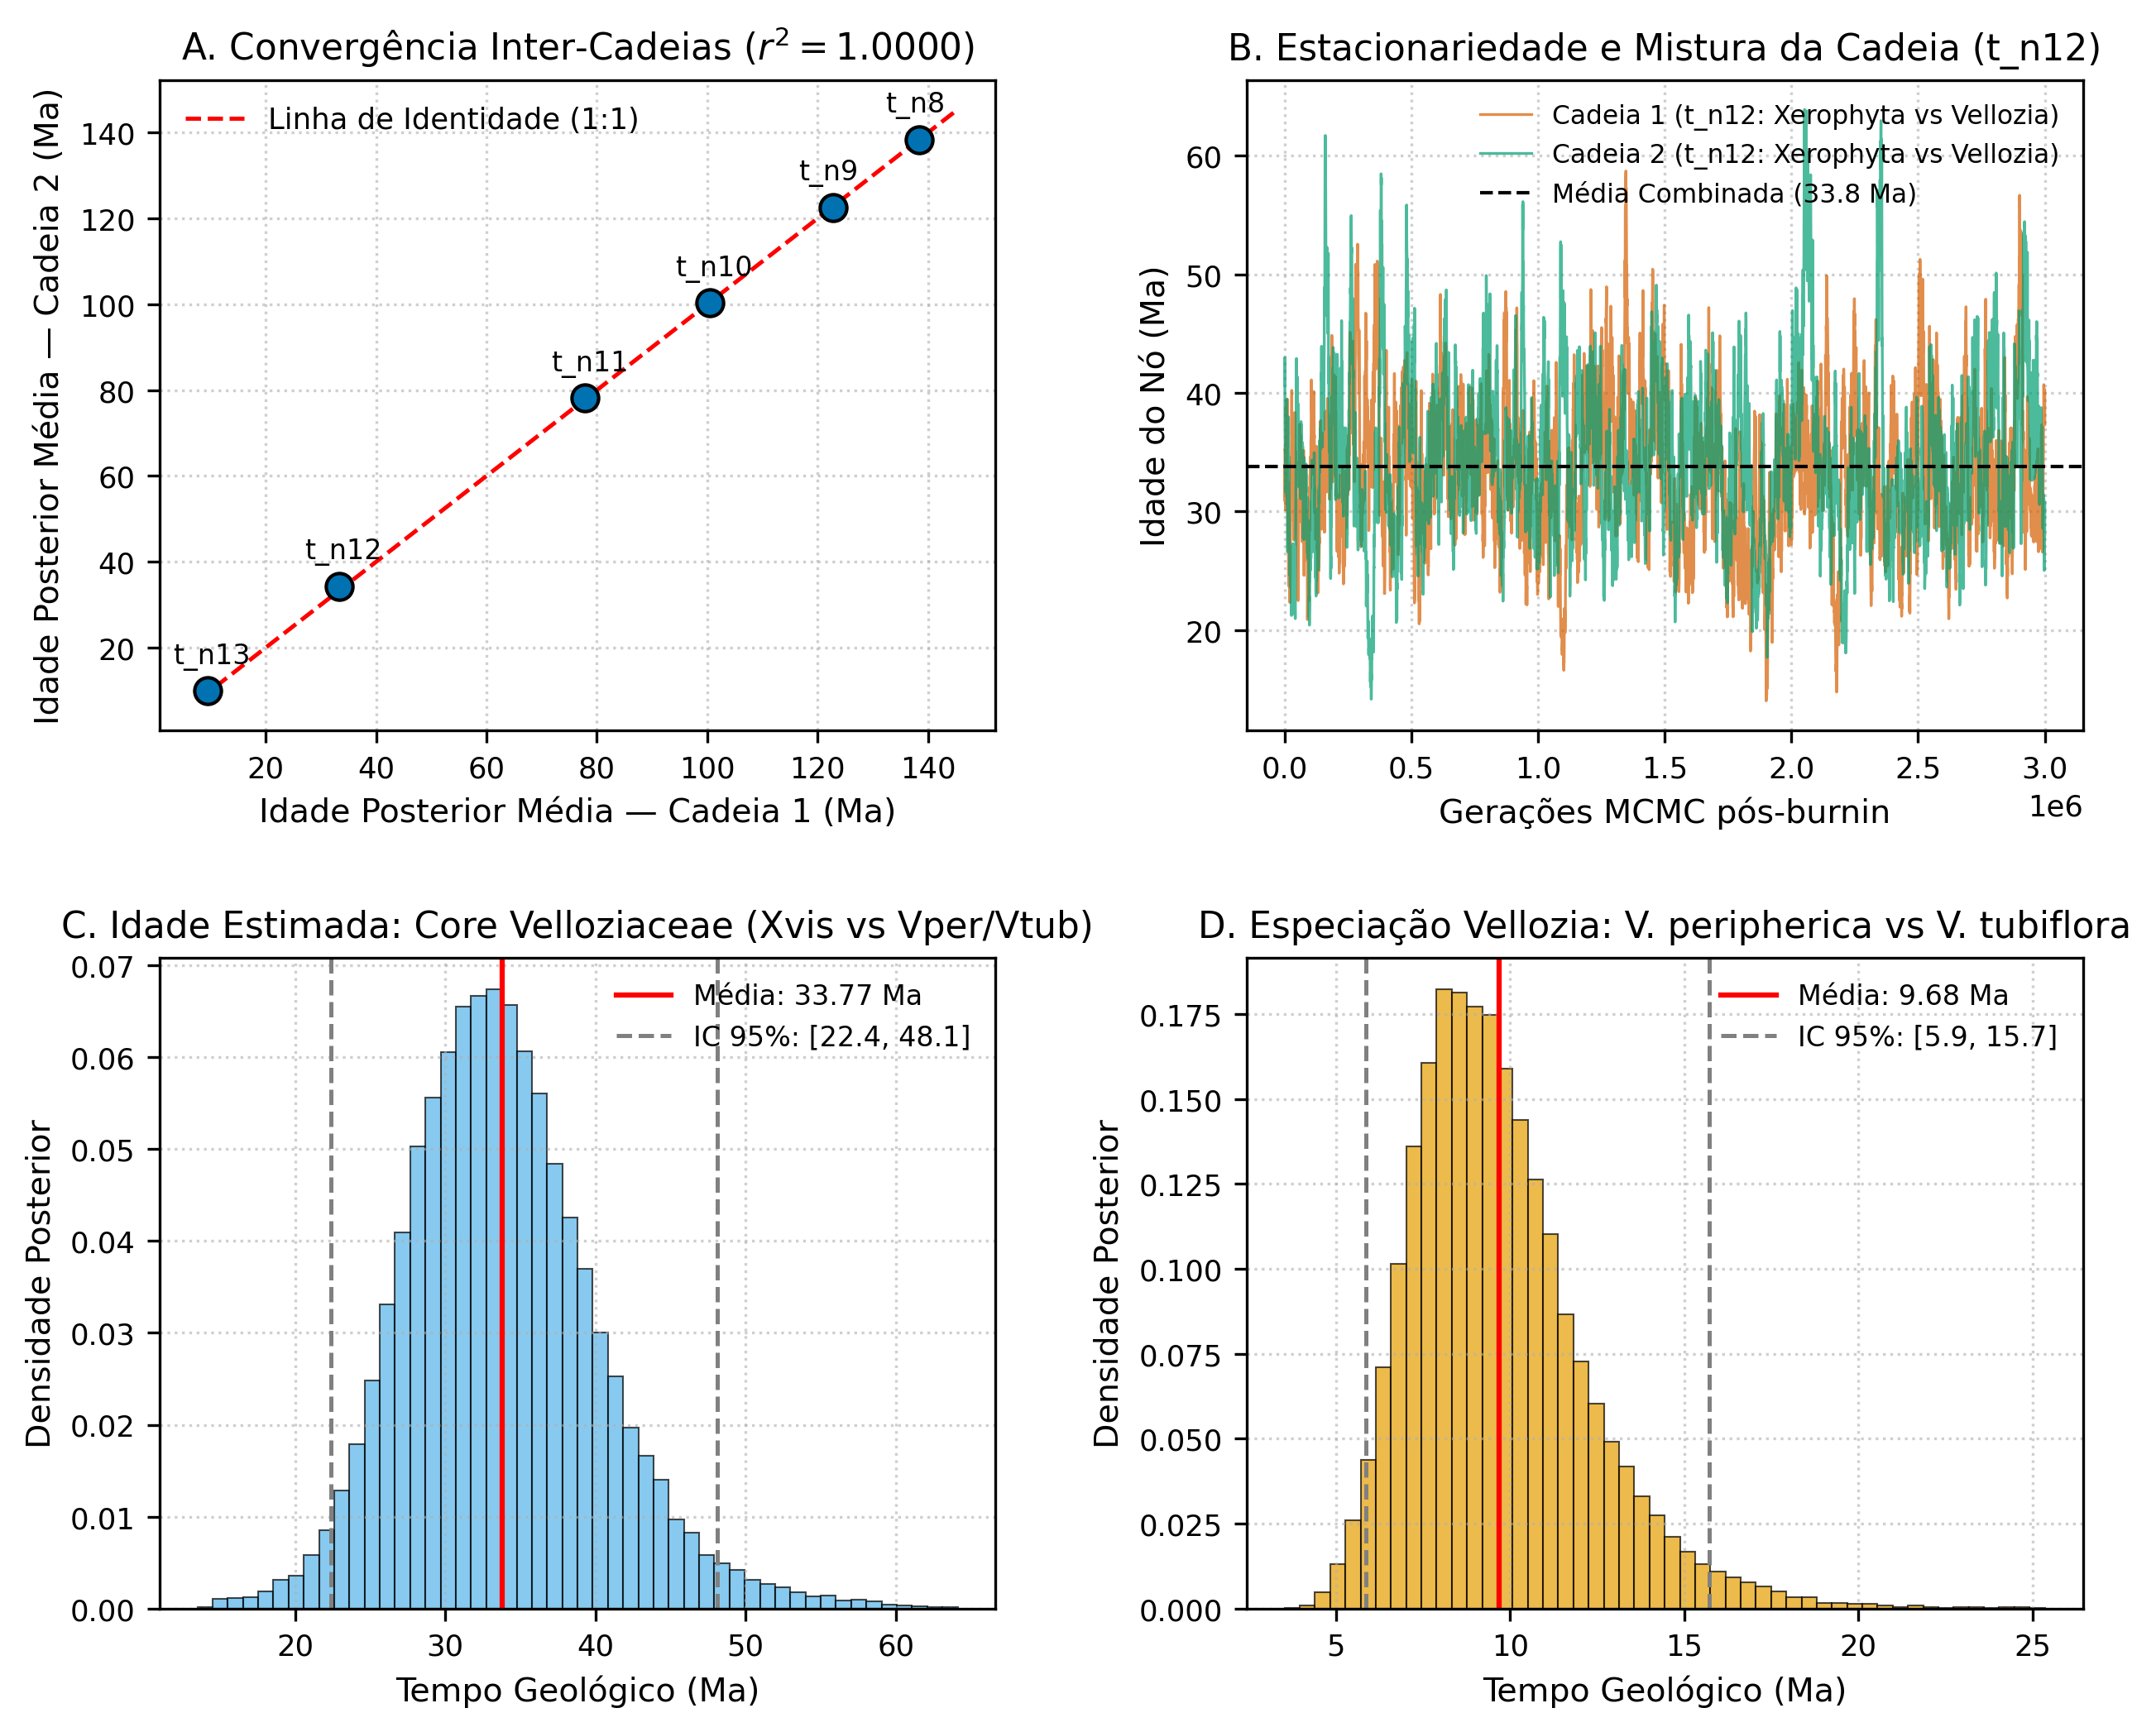 A. Convergência Inter-Cadeias (r² = 1.0000)
Idade Posterior Média — Cadeia 2 (Ma)
140
120
100
80
60
40
20
Linha de Identidade (1:1)
t_n8
t_n9
t_n10
t_n11
t_n12
t_n13
20 40 60 80 100 120 140
Idade Posterior Média — Cadeia 1 (Ma)
B. Estacionariedade e Mistura da Cadeia (t_n12)
Idade do Nó (Ma)
60
50
40
30
20
Cadeia 1 (t_n12: Xerophyta vs Vellozia)
Cadeia 2 (t_n12: Xerophyta vs Vellozia)
Média Combinada (33.8 Ma)
0.0 0.5 1.0 1.5 2.0 2.5 3.0
1e6
Gerações MCMC pós-burnin
C. Idade Estimada: Core Velloziaceae (Xvis vs Vper/Vtub)
Densidade Posterior
0.07
0.06
0.05
0.04
0.03
0.02
0.01
0.00
Média: 33.77 Ma
IC 95%: [22.4, 48.1]
20 30 40 50 60
Tempo Geológico (Ma)
D. Especiação Vellozia: V. peripherica vs V. tubiflora
Densidade Posterior
0.175
0.150
0.125
0.100
0.075
0.050
0.025
0.000
Média: 9.68 Ma
IC 95%: [5.9, 15.7]
5 10 15 20 25
Tempo Geológico (Ma)